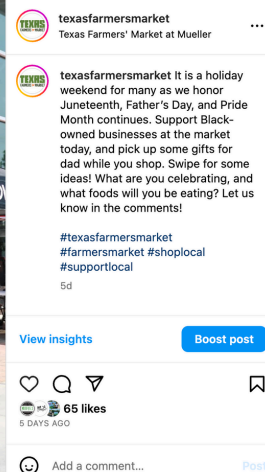 texasfarmersmarket
Texas Farmers' Market at Mueller
texasfarmersmarket It is a holiday
weekend for many as we honor
Juneteenth, Father's Day, and Pride
Month continues. Support Black-
owned businesses at the market
today, and pick up some gifts for
dad while you shop. Swipe for some
ideas! What are you celebrating, and
what foods will you be eating? Let us
know in the comments!
#texasfarmersmarket
#farmersmarket #shoplocal
#supportlocal
5d
View insights
Boost post
65 likes
5 DAYS AGO
Add a comment...
Post